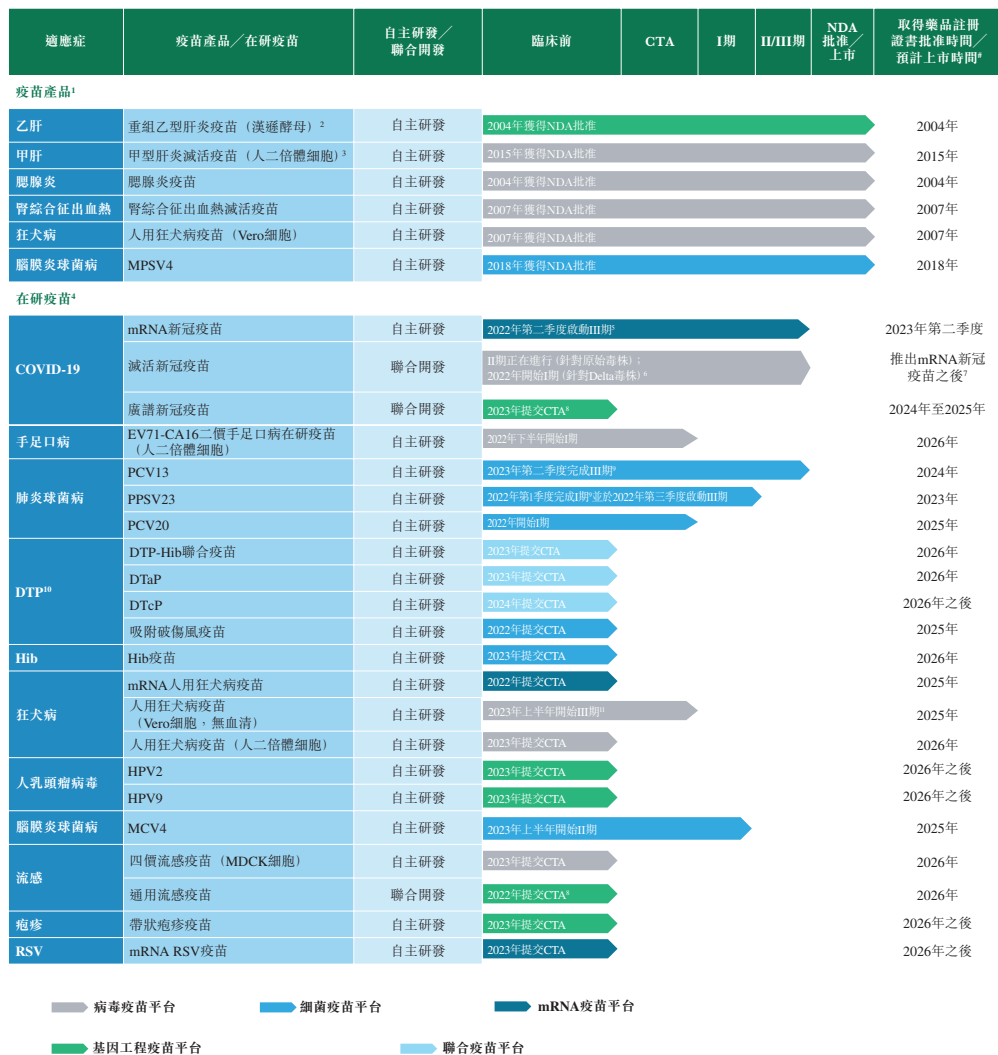 適應症 疫苗產品／在研疫苗 自主研發／ 聯合開發 臨床前 CTA I期 II/III期 NDA 批准／ 上市 取得藥品註冊 證書批准時間／ 預計上市時間#
疫苗產品1
乙肝 重組乙型肝炎疫苗（漢遜酵母）2 自主研發 2004年獲得NDA批准 2004年
甲肝 甲型肝炎滅活疫苗（人二倍體細胞）3 自主研發 2015年獲得NDA批准 2015年
腮腺炎 腮腺炎疫苗 自主研發 2004年獲得NDA批准 2004年
腎綜合征出血熱 腎綜合征出血熱滅活疫苗 自主研發 2007年獲得NDA批准 2007年
狂犬病 人用狂犬病疫苗（Vero細胞） 自主研發 2007年獲得NDA批准 2007年
腦膜炎球菌病 MPSV4 自主研發 2018年獲得NDA批准 2018年
在研疫苗4
COVID-19
mRNA新冠疫苗 自主研發 2022年第二季度啟動III期5 2023年第二季度
滅活新冠疫苗 聯合開發 II期正在進行（針對原始毒株）； 推出mRNA新冠
2022年開始I期（針對Delta毒株）6 疫苗之後7
廣譜新冠疫苗 聯合開發 2023年提交CTA8 2024年至2025年
手足口病 EV71-CA16二價手足口病在研疫苗
（人二倍體細胞） 自主研發 2022年下半年開始I期 2026年
肺炎球菌病
PCV13 自主研發 2023年第二季度完成III期9 2024年
PPSV23 自主研發 2022年第1季度完成I期9並於2022年第三季度啟動III期 2023年
PCV20 自主研發 2022年開始I期 2025年
DTP10
DTP-Hib聯合疫苗 自主研發 2023年提交CTA 2026年
DTaP 自主研發 2023年提交CTA 2026年
DTcP 自主研發 2024年提交CTA 2026年之後
吸附破傷風疫苗 自主研發 2022年提交CTA 2025年
Hib Hib疫苗 自主研發 2023年提交CTA 2026年
狂犬病
mRNA人用狂犬病疫苗 自主研發 2022年提交CTA 2025年
人用狂犬病疫苗
（Vero細胞，無血清） 自主研發 2023年上半年開始III期11 2025年
人用狂犬病疫苗（人二倍體細胞） 自主研發 2023年提交CTA 2026年
人乳頭瘤病毒
HPV2 自主研發 2023年提交CTA 2026年之後
HPV9 自主研發 2023年提交CTA 2026年之後
腦膜炎球菌病 MCV4 自主研發 2023年上半年開始II期 2025年
流感
四價流感疫苗（MDCK細胞） 自主研發 2023年提交CTA 2026年
通用流感疫苗 聯合開發 2022年提交CTA8 2026年
疱疹 帶狀疱疹疫苗 自主研發 2023年提交CTA 2026年之後
RSV mRNA RSV疫苗 自主研發 2023年提交CTA 2026年之後
病毒疫苗平台 細菌疫苗平台 mRNA疫苗平台
基因工程疫苗平台 聯合疫苗平台